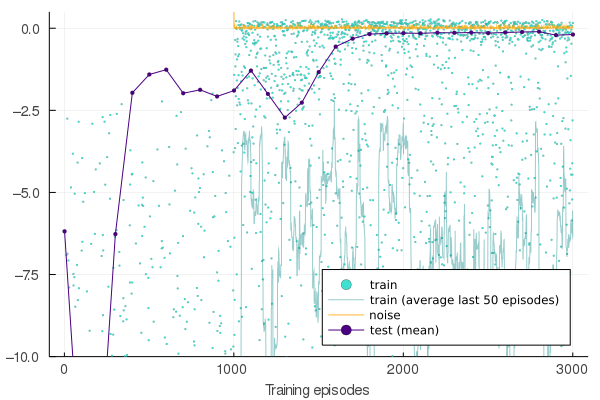 0.0
−2.5
−5.0
−7.5
−10.0
train
train (average last 50 episodes)
noise
test (mean)
0
1000
2000
3000
Training episodes